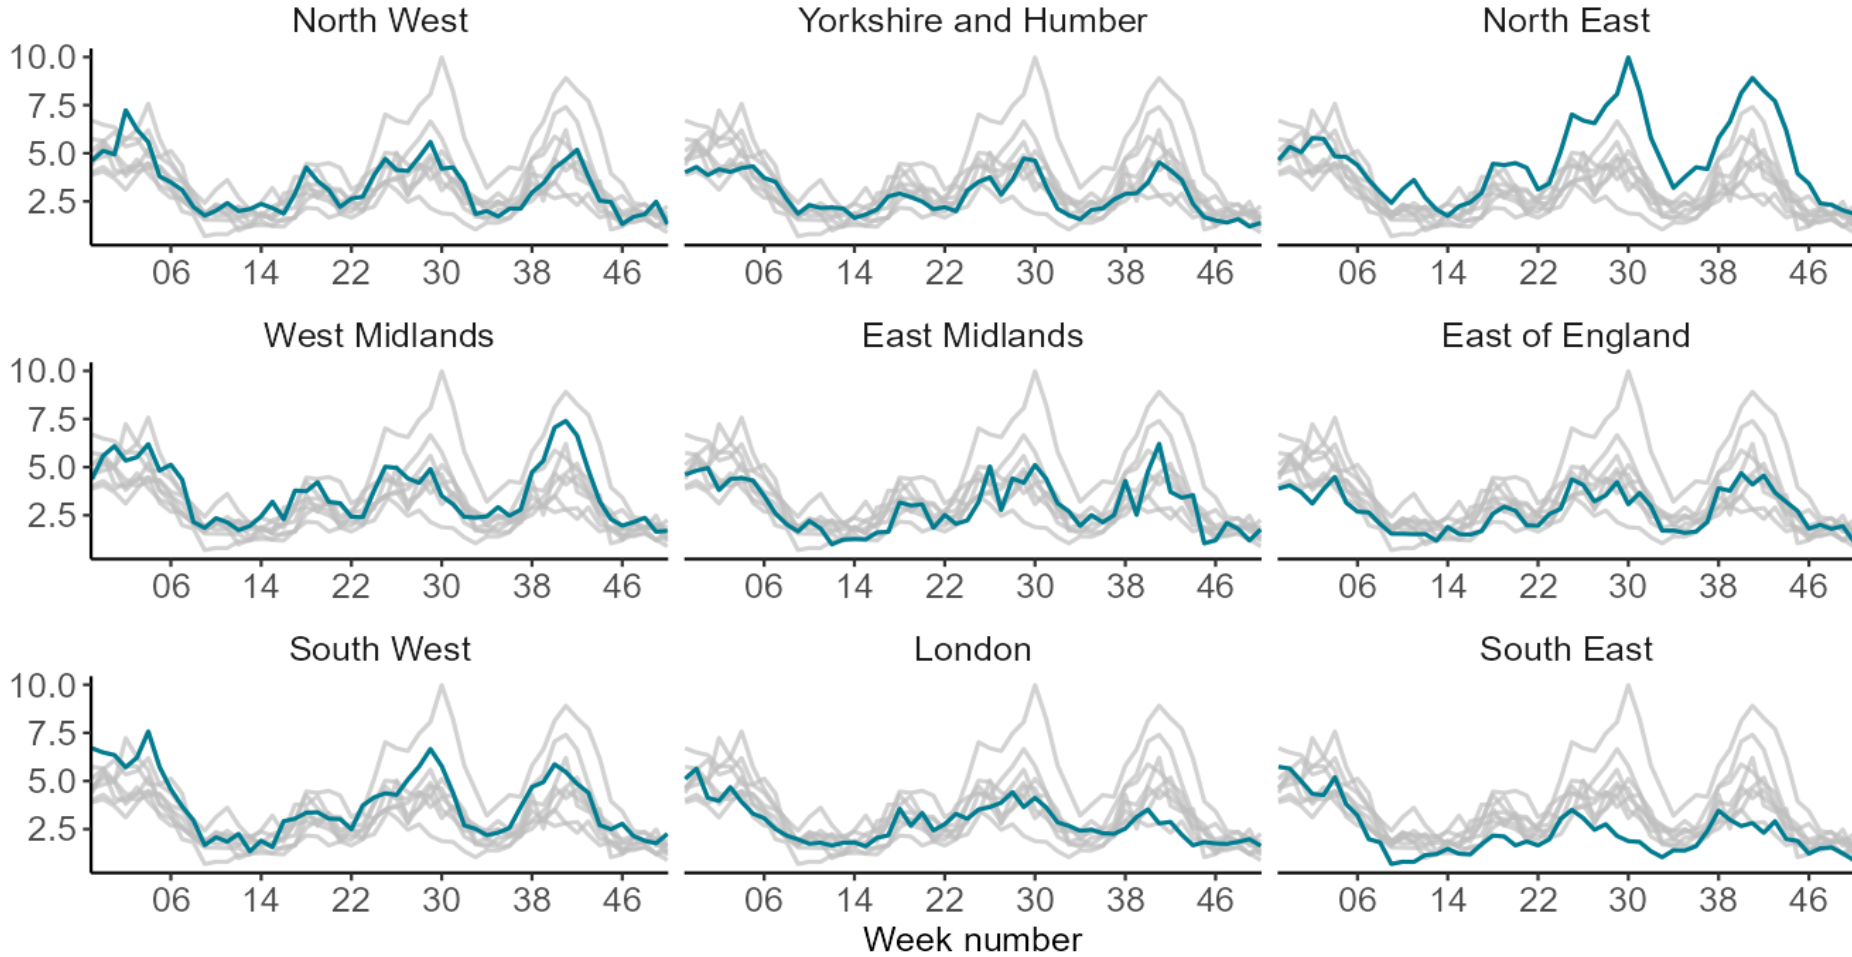 North West Yorkshire and Humber North East
10.0
7.5
5.0
2.5
06 14 22 30 38 46 06 14 22 30 38 46 06 14 22 30 38 46
West Midlands East Midlands East of England
10.0
7.5
5.0
2.5
06 14 22 30 38 46 06 14 22 30 38 46 06 14 22 30 38 46
South West London South East
10.0
7.5
5.0
2.5
06 14 22 30 38 46 06 14 22 30 38 46 06 14 22 30 38 46
Week number